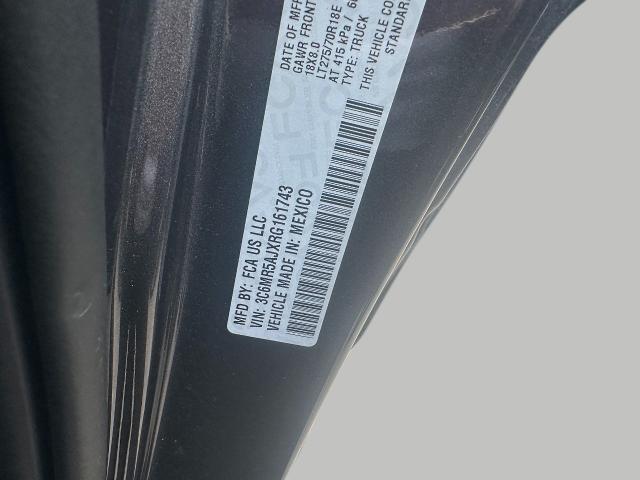 MFD BY: FCA US LLC
VIN: 3C6MR5AJXRG161743
VEHICLE MADE IN: MEXICO
DATE OF MFR
GAWR FRONT
18X8.0
LT275/70R18E
AT 415 kPa /
TYPE: TRUCK
THIS VEHICLE
STANDAR